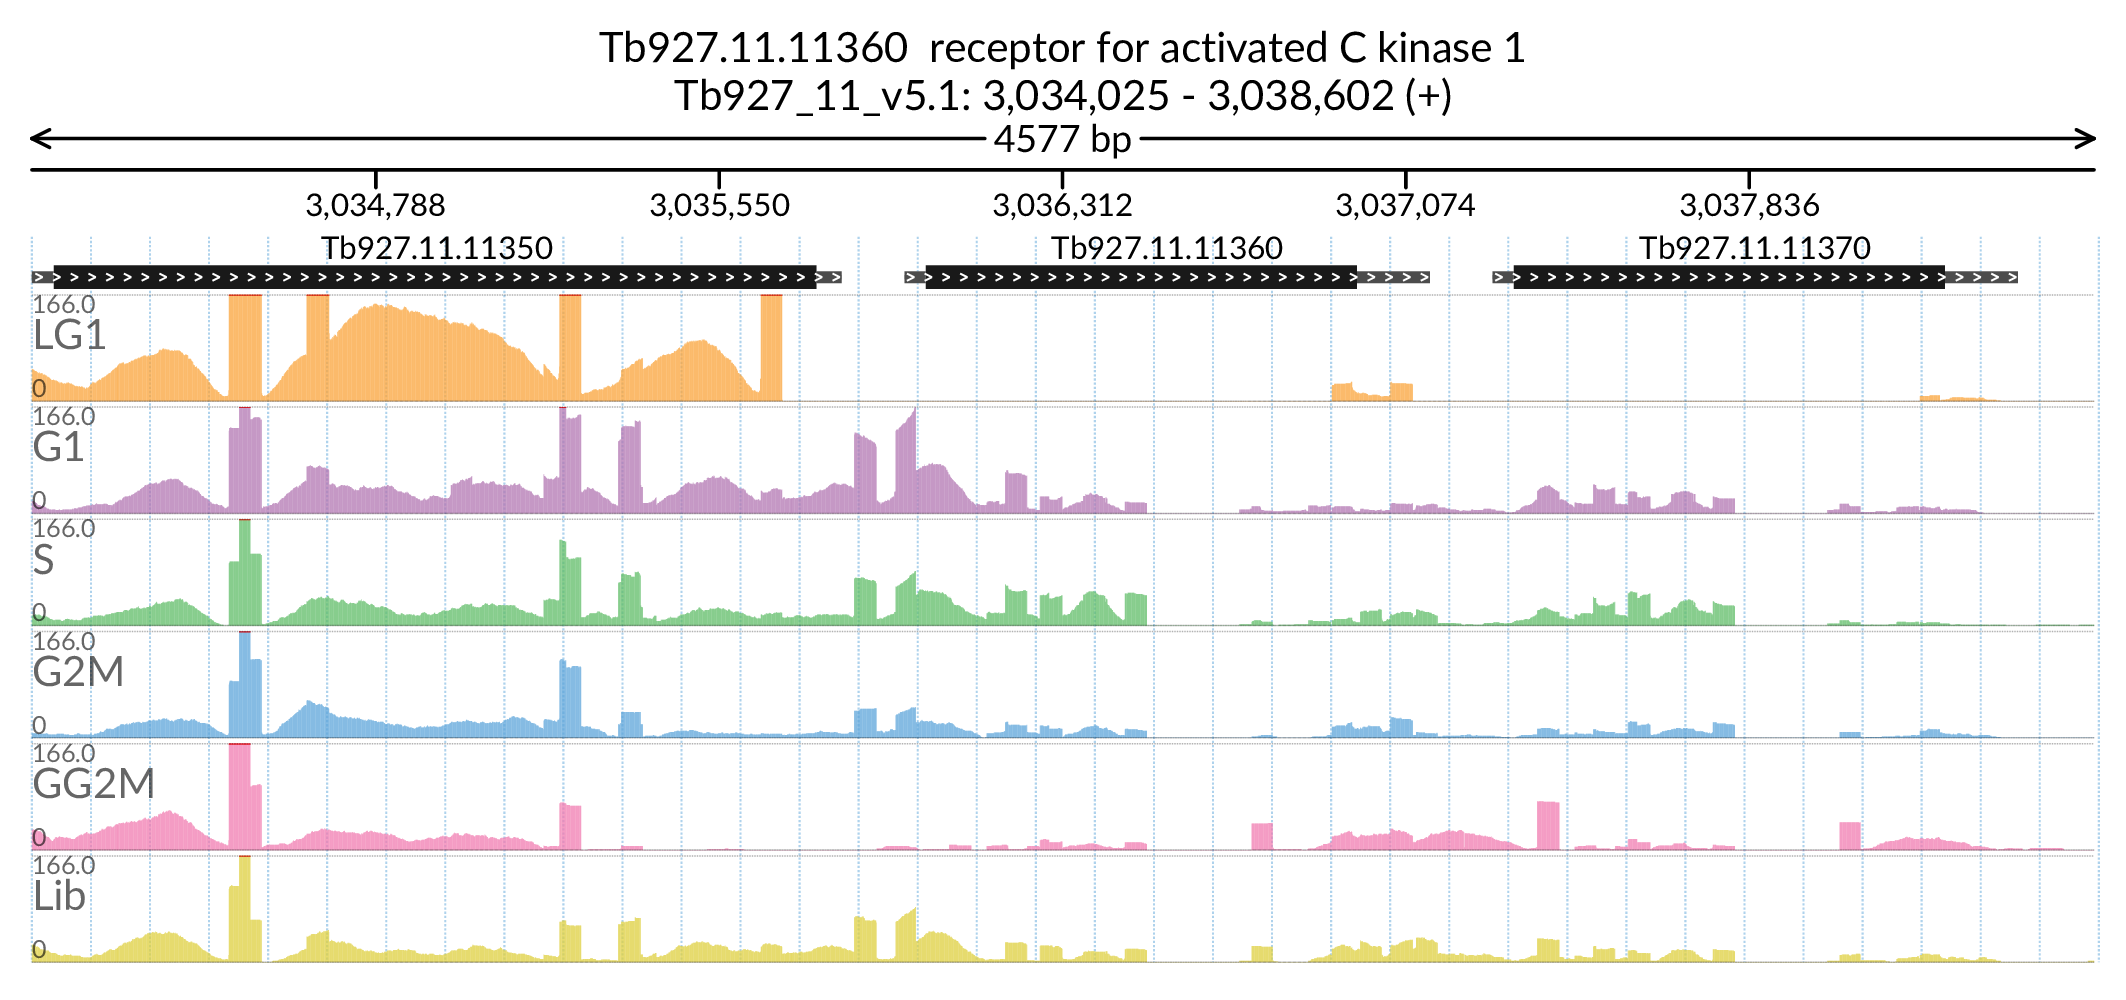 Tb927.11.11360 receptor for activated C kinase 1
Tb927_11_v5.1: 3,034,025 - 3,038,602 (+)
4577 bp
3,034,788 3,035,550 3,036,312 3,037,074 3,037,836
Tb927.11.11350 Tb927.11.11360 Tb927.11.11370
166.0
LG1
0
166.0
G1
0
166.0
S
0
166.0
G2M
0
166.0
GG2M
0
166.0
Lib
0